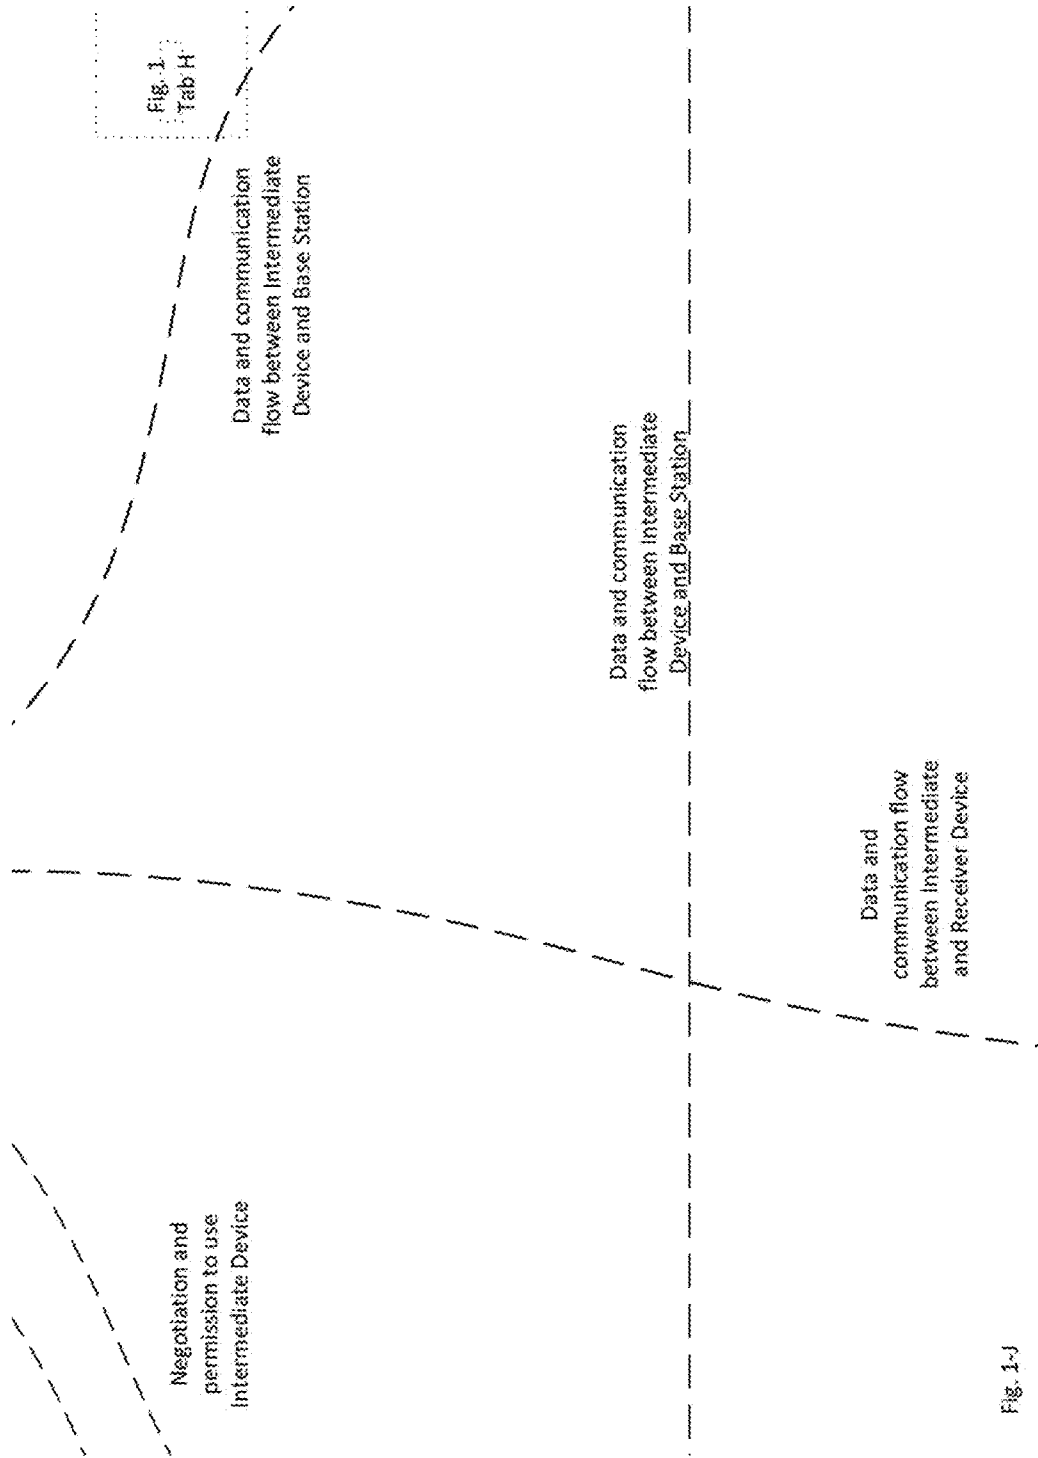 Fig. 1
Tab H
Data and communication
flow between Intermediate
Device and Base Station
Data and communication
flow between Intermediate
Device and Base Station
Data and
communication flow
between Intermediate
and Receiver Device
Negotiation and
permission to use
Intermediate Device
Fig. 1-J